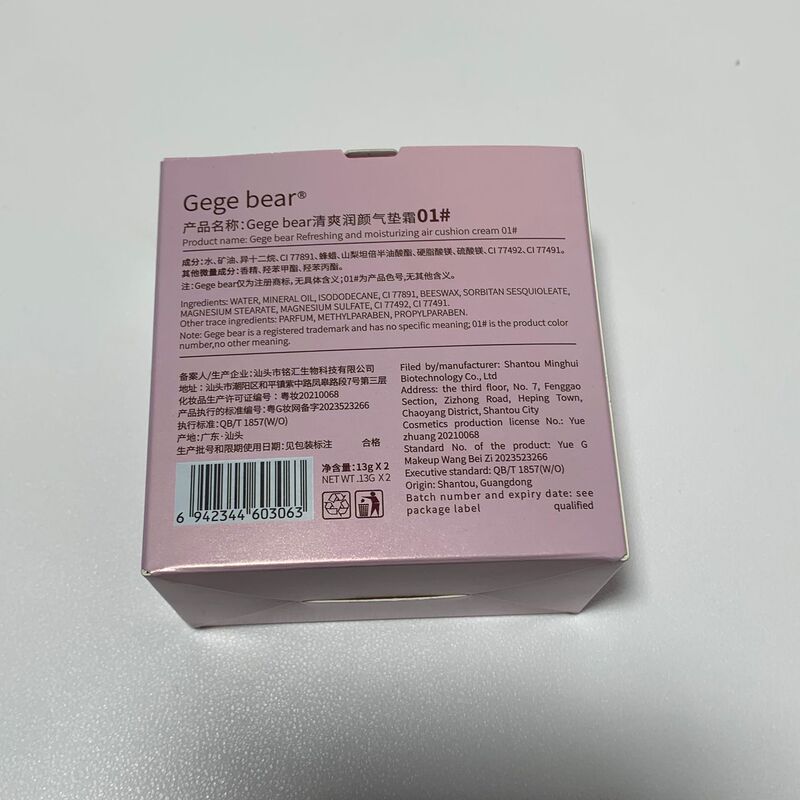 Gege bear®
产品名称：Gege bear清爽润颜气垫霜01#
Product name: Gege bear Refreshing and moisturizing air cushion cream 01#
成分：水、矿油、异十二烷、CI 77891、蜂蜡、山梨坦倍半油酸酯、硬脂酸镁、硫酸镁、CI 77492、CI 77491。
其他微量成分：香精、羟苯甲酯、羟苯丙酯。
注：Gege bear仅为注册商标，无具体含义；01#为产品色号，无其他含义。
Ingredients: WATER, MINERAL OIL, ISODODECANE, CI 77891, BEESWAX, SORBITAN SESQUIOLEATE,
MAGNESIUM STEARATE, MAGNESIUM SULFATE, CI 77492, CI 77491.
Other trace ingredients: PARFUM, METHYLPARABEN, PROPYLPARABEN.
Note: Gege bear is a registered trademark and has no specific meaning; 01# is the product color
number,no other meaning.
备案人/生产企业：汕头市铭汇生物科技有限公司
地址：汕头市潮阳区和平镇紫中路凤皋路段7号第三层
化妆品生产许可证编号：粤妆20210068
产品执行的标准编号：粤G妆网备字2023523266
执行标准：QB/T 1857(W/O)
产地：广东·汕头
生产批号和限期使用日期：见包装标注 合格
净含量：13g X 2
NET WT .13G X 2
6 942344 603063
Filed by/manufacturer: Shantou Minghui
Biotechnology Co., Ltd
Address: the third floor, No. 7, Fenggao
Section, Zizhong Road, Heping Town,
Chaoyang District, Shantou City
Cosmetics production license No.: Yue
zhuang 20210068
Standard No. of the product: Yue G
Makeup Wang Bei Zi 2023523266
Executive standard: QB/T 1857(W/O)
Origin: Shantou, Guangdong
Batch number and expiry date: see
package label qualified